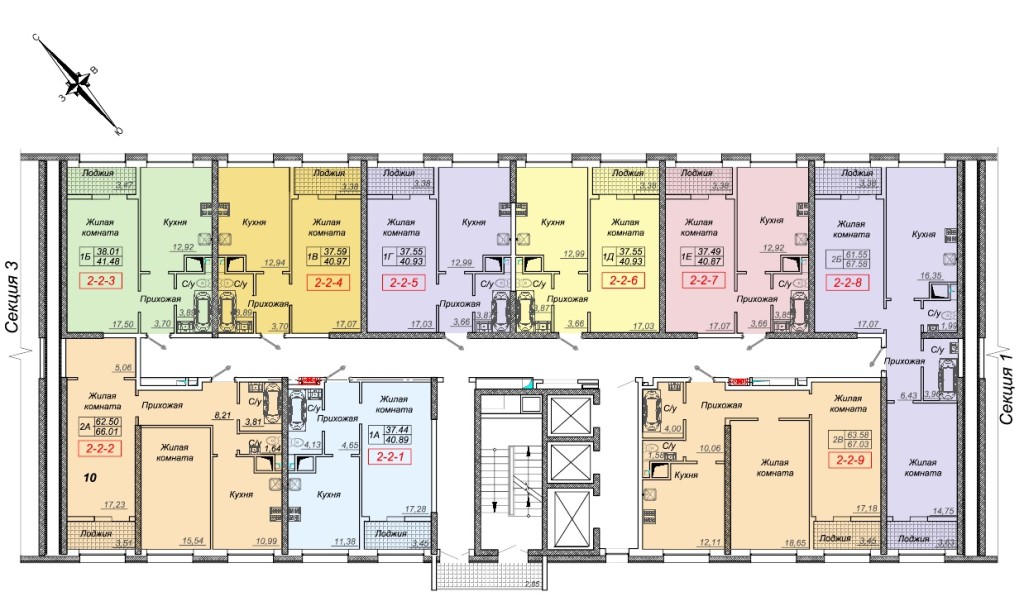 С
В
З
Ю
Секция 3
Лоджия
3,47
Жилая
комната
1Б
38.01
41.48
2-2-3
17,50
Кухня
12,92
С/у
3,89
Прихожая
3,70
Кухня
12,94
С/у
3,89
Прихожая
3,70
Лоджия
3,38
Жилая
комната
1В
37.59
40.97
2-2-4
17,07
Лоджия
3,38
Жилая
комната
1Г
37.55
40.93
2-2-5
17,03
Кухня
12,99
С/у
3,87
Прихожая
3,66
Кухня
12,99
С/у
3,87
Прихожая
3,66
Лоджия
3,38
Жилая
комната
1Д
37.55
40.93
2-2-6
17,03
Лоджия
3,38
Жилая
комната
1Е
37.49
40.87
2-2-7
17,07
Кухня
12,92
С/у
3,85
Прихожая
3,66
Лоджия
3,38
Жилая
комната
2Б
61.55
67.58
2-2-8
17,07
Кухня
16,35
С/у
1,99
Прихожая
6,43
С/у
3,96
Жилая
комната
14,75
Лоджия
3,63
Секция 1
5,06
Жилая
комната
2А
62.50
66.01
2-2-2
10
17,23
Лоджия
3,51
Прихожая
8,21
Жилая
комната
15,54
С/у
3,81
С/у
1,64
Кухня
10,99
С/у
4,13
Прихожая
4,65
Кухня
11,38
Жилая
комната
1А
37.44
40.89
2-2-1
17,28
Лоджия
3,45
2,85
4,00
С/у
1,58
Прихожая
10,06
Кухня
12,11
Жилая
комната
18,65
Жилая
комната
2В
63.58
67.03
2-2-9
17,18
Лоджия
3,45